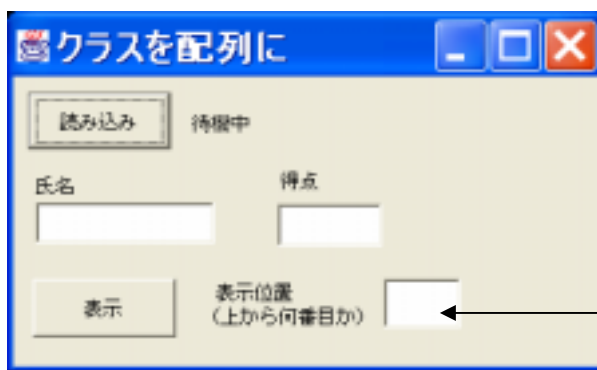 クラスを配列に
読み込み 待機中
氏名 得点
表示 表示位置
(上から何番目か)